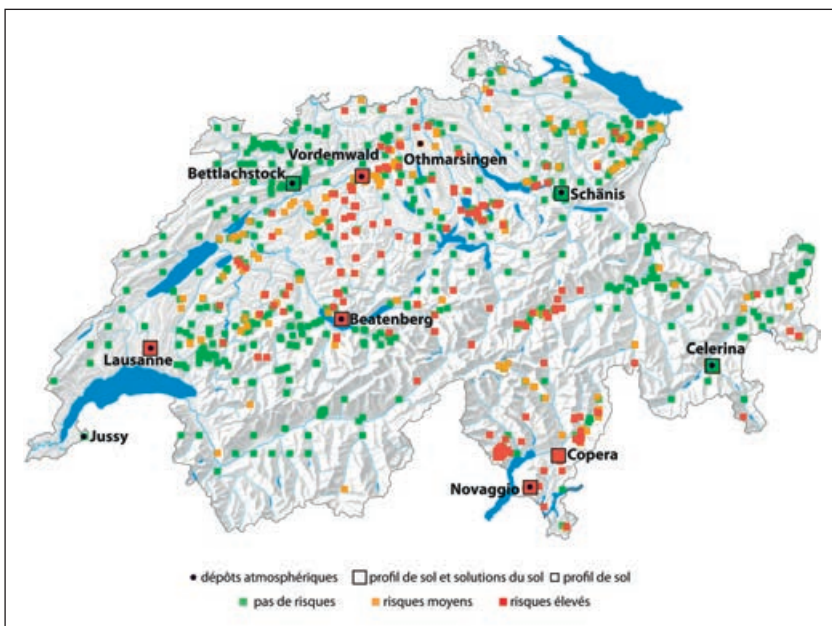 Vordemwald
Othmarsingen
Bettlachstock
Schänis
Beatenberg
Lausanne
Celerina
Jussy
Copera
Novaggio
dépôts atmosphériques profil de sol et solutions du sol profil de sol
pas de risques risques moyens risques élevés